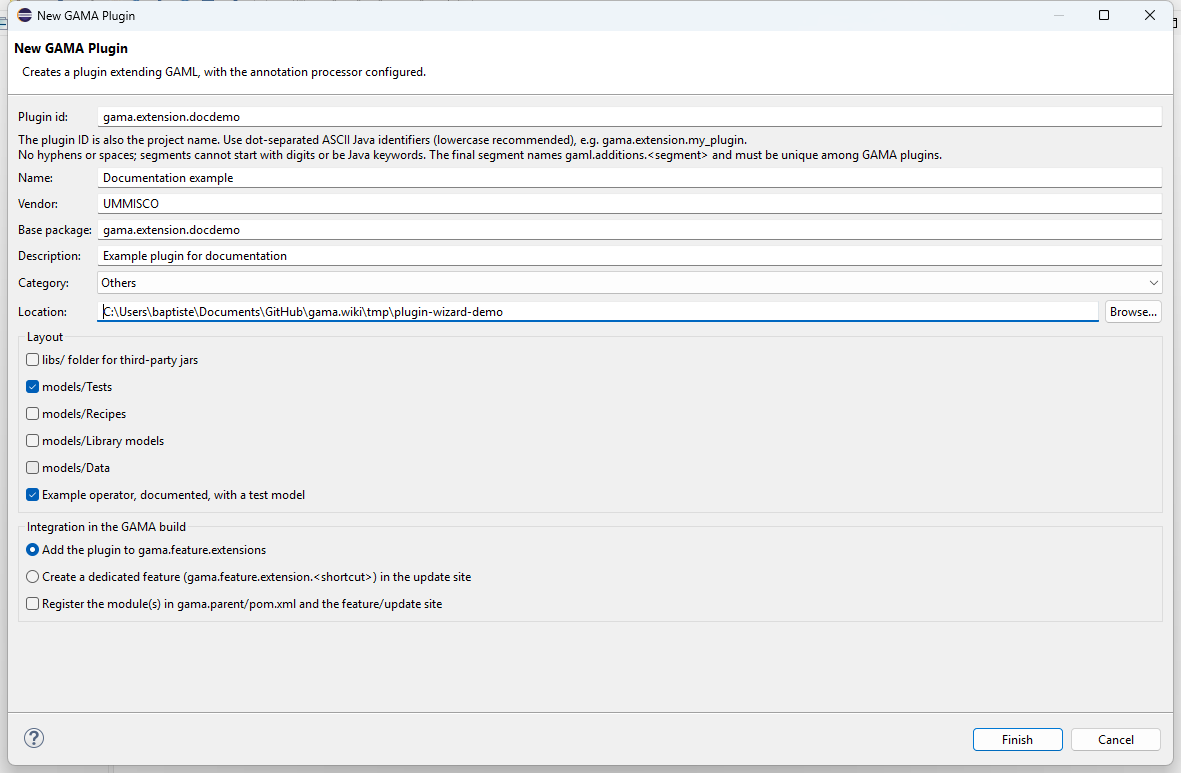 New GAMA Plugin
New GAMA Plugin
Creates a plugin extending GAML, with the annotation processor configured.
Plugin id: gama.extension.docdemo
The plugin ID is also the project name. Use dot-separated ASCII Java identifiers (lowercase recommended), e.g. gama.extension.my_plugin.
No hyphens or spaces; segments cannot start with digits or be Java keywords. The final segment names gaml.additions.<segment> and must be unique among GAMA plugins.
Name: Documentation example
Vendor: UMMISCO
Base package: gama.extension.docdemo
Description: Example plugin for documentation
Category: Others
Location: C:\Users\baptiste\Documents\GitHub\gama.wiki\tmp\plugin-wizard-demo Browse...
Layout
libs/ folder for third-party jars
models/Tests
models/Recipes
models/Library models
models/Data
Example operator, documented, with a test model
Integration in the GAMA build
Add the plugin to gama.feature.extensions
Create a dedicated feature (gama.feature.extension.<shortcut>) in the update site
Register the module(s) in gama.parent/pom.xml and the feature/update site
? Finish Cancel